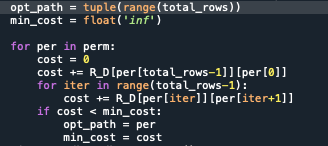 opt_path = tuple(range(total_rows))
min_cost = float('inf')
for per in perm:
    cost = 0
    cost += R_D[per[total_rows-1]][per[0]]
    for iter in range(total_rows-1):
        cost += R_D[per[iter]][per[iter+1]]
    if cost < min_cost:
        opt_path = per
        min_cost = cost